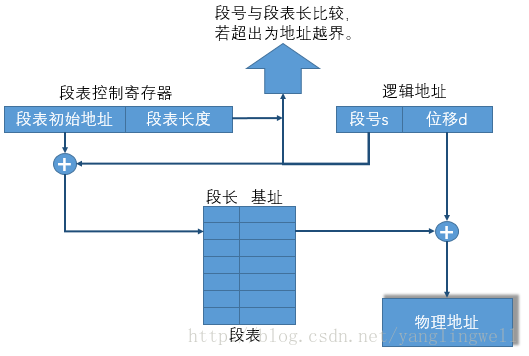 段号与段表长比较，
若超出为地址越界。
段表控制寄存器
逻辑地址
段表初始地址
段表长度
段号s
位移d
段长
基址
段表
物理地址
http://blog.csdn.net/yanglingwell